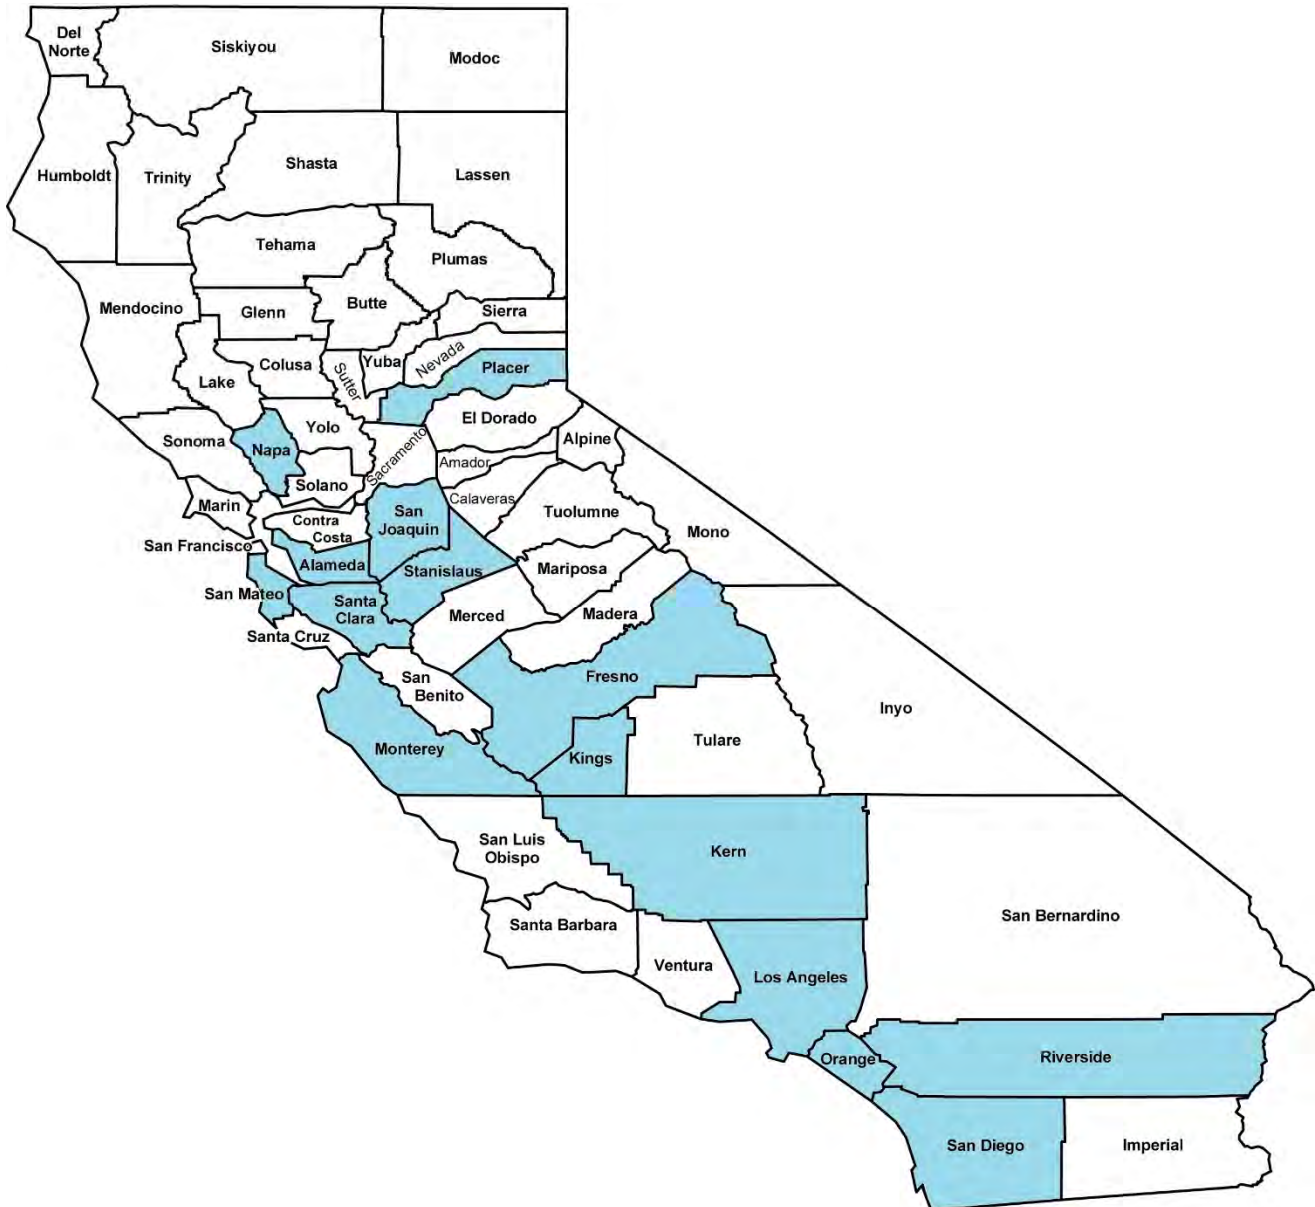 Del
Norte
Siskiyou
Modoc
Humboldt
Trinity
Shasta
Lassen
Tehama
Plumas
Mendocino
Glenn
Butte
Sierra
Lake
Colusa
Sutter
Yuba
Nevada
Placer
Sonoma
Napa
Yolo
Sacramento
El Dorado
Alpine
Amador
Marin
Solano
Calaveras
Contra
Costa
San
Joaquin
Tuolumne
Mono
San Francisco
Alameda
Stanislaus
Mariposa
San Mateo
Santa
Clara
Merced
Madera
Santa Cruz
San
Benito
Fresno
Inyo
Monterey
Kings
Tulare
San Luis
Obispo
Kern
San Bernardino
Santa Barbara
Ventura
Los Angeles
Orange
Riverside
San Diego
Imperial